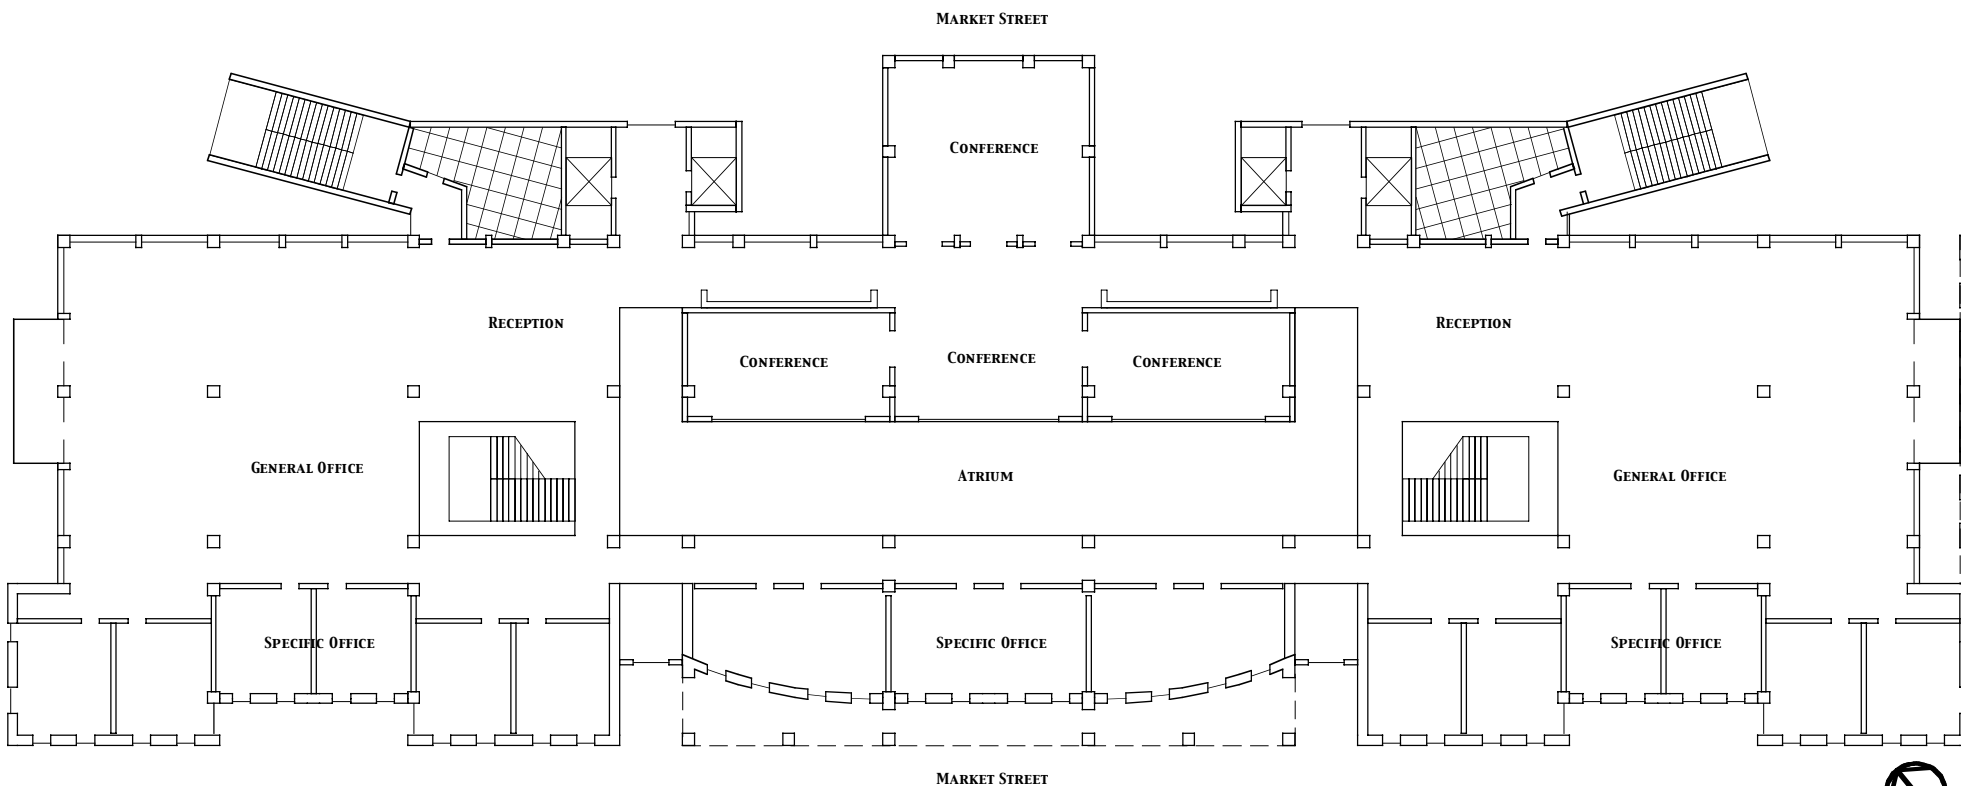 MARKET STREET
CONFERENCE
RECEPTION
RECEPTION
CONFERENCE
CONFERENCE
CONFERENCE
GENERAL OFFICE
ATRIUM
GENERAL OFFICE
SPECIFIC OFFICE
SPECIFIC OFFICE
SPECIFIC OFFICE
MARKET STREET